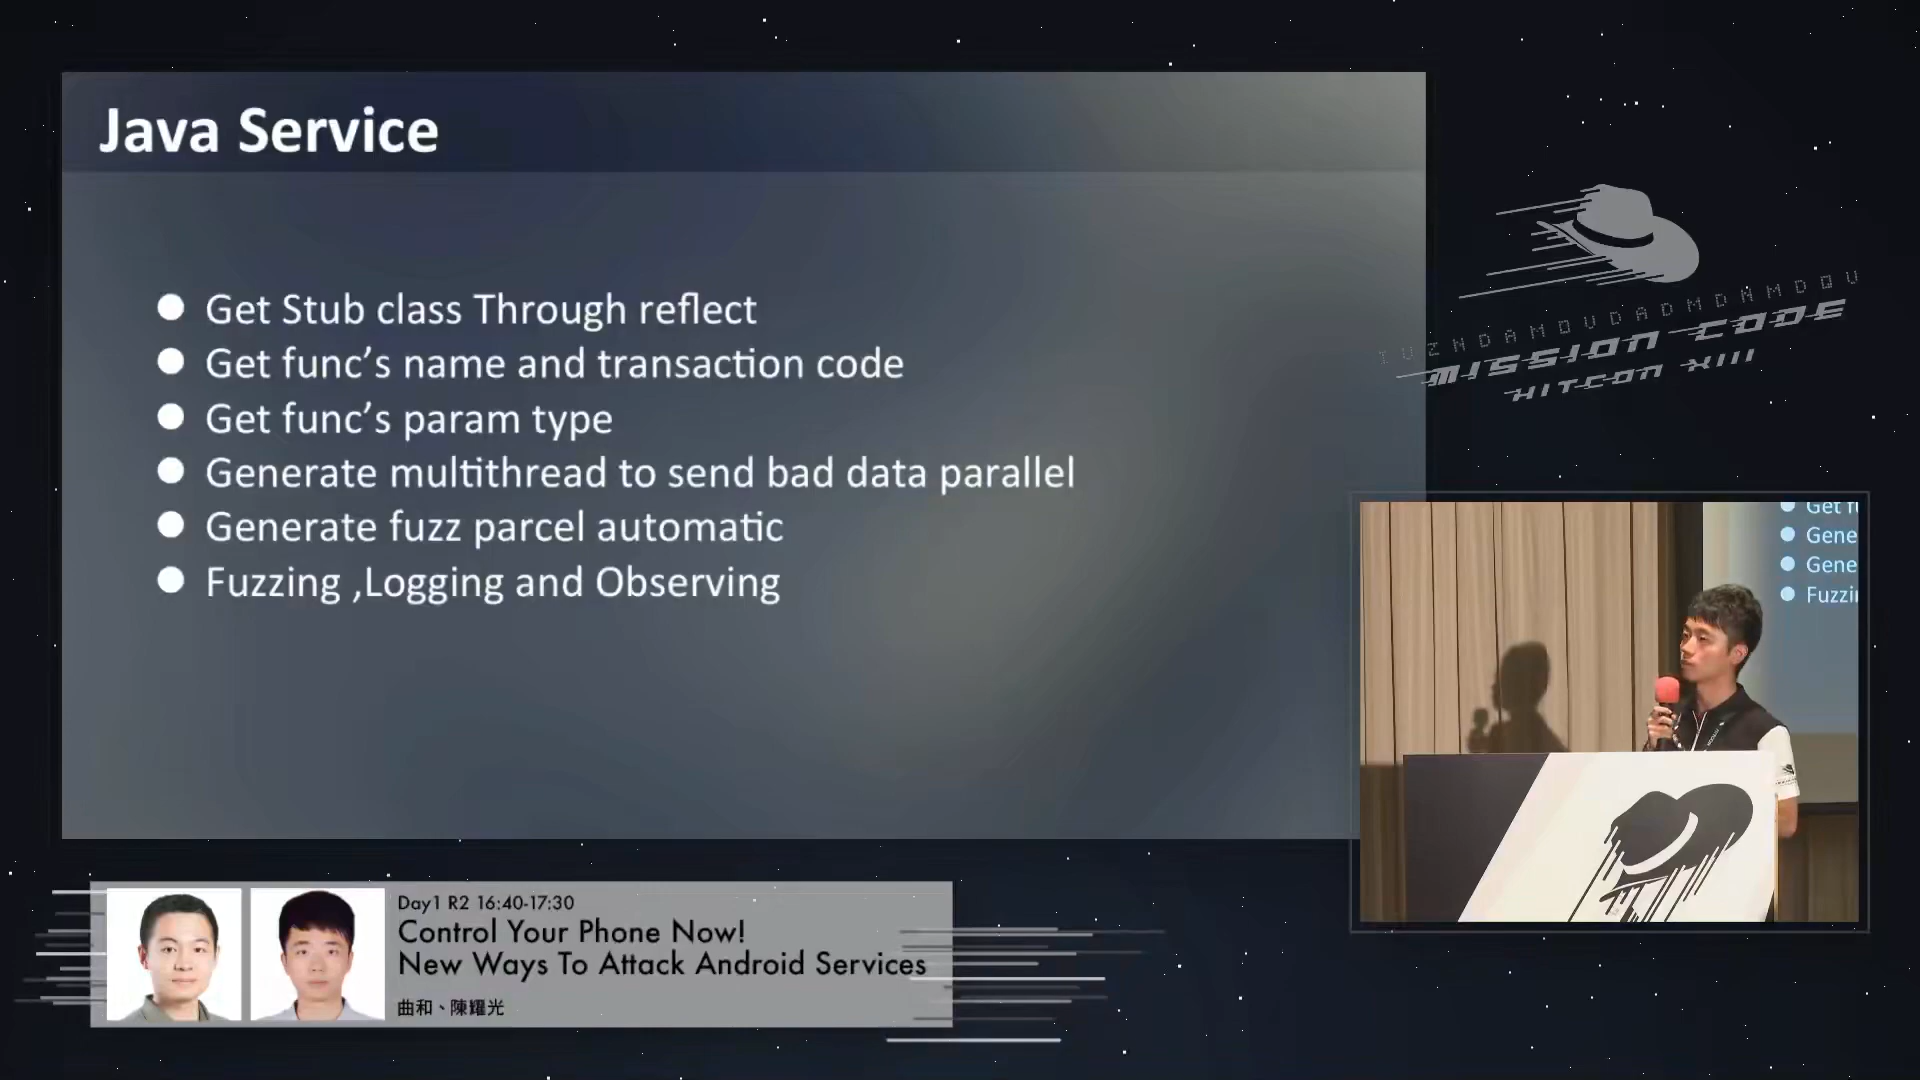 Java Service
Get Stub class Through reflect
Get func’s name and transaction code
Get func’s param type
Generate multithread to send bad data parallel
Generate fuzz parcel automatic
Fuzzing ,Logging and Observing
MISSION CODE
HITCON XIII
Gene
Gene
Fuzzi
Day1 R2 16:40-17:30
Control Your Phone Now!
New Ways To Attack Android Services
曲和、陳耀光